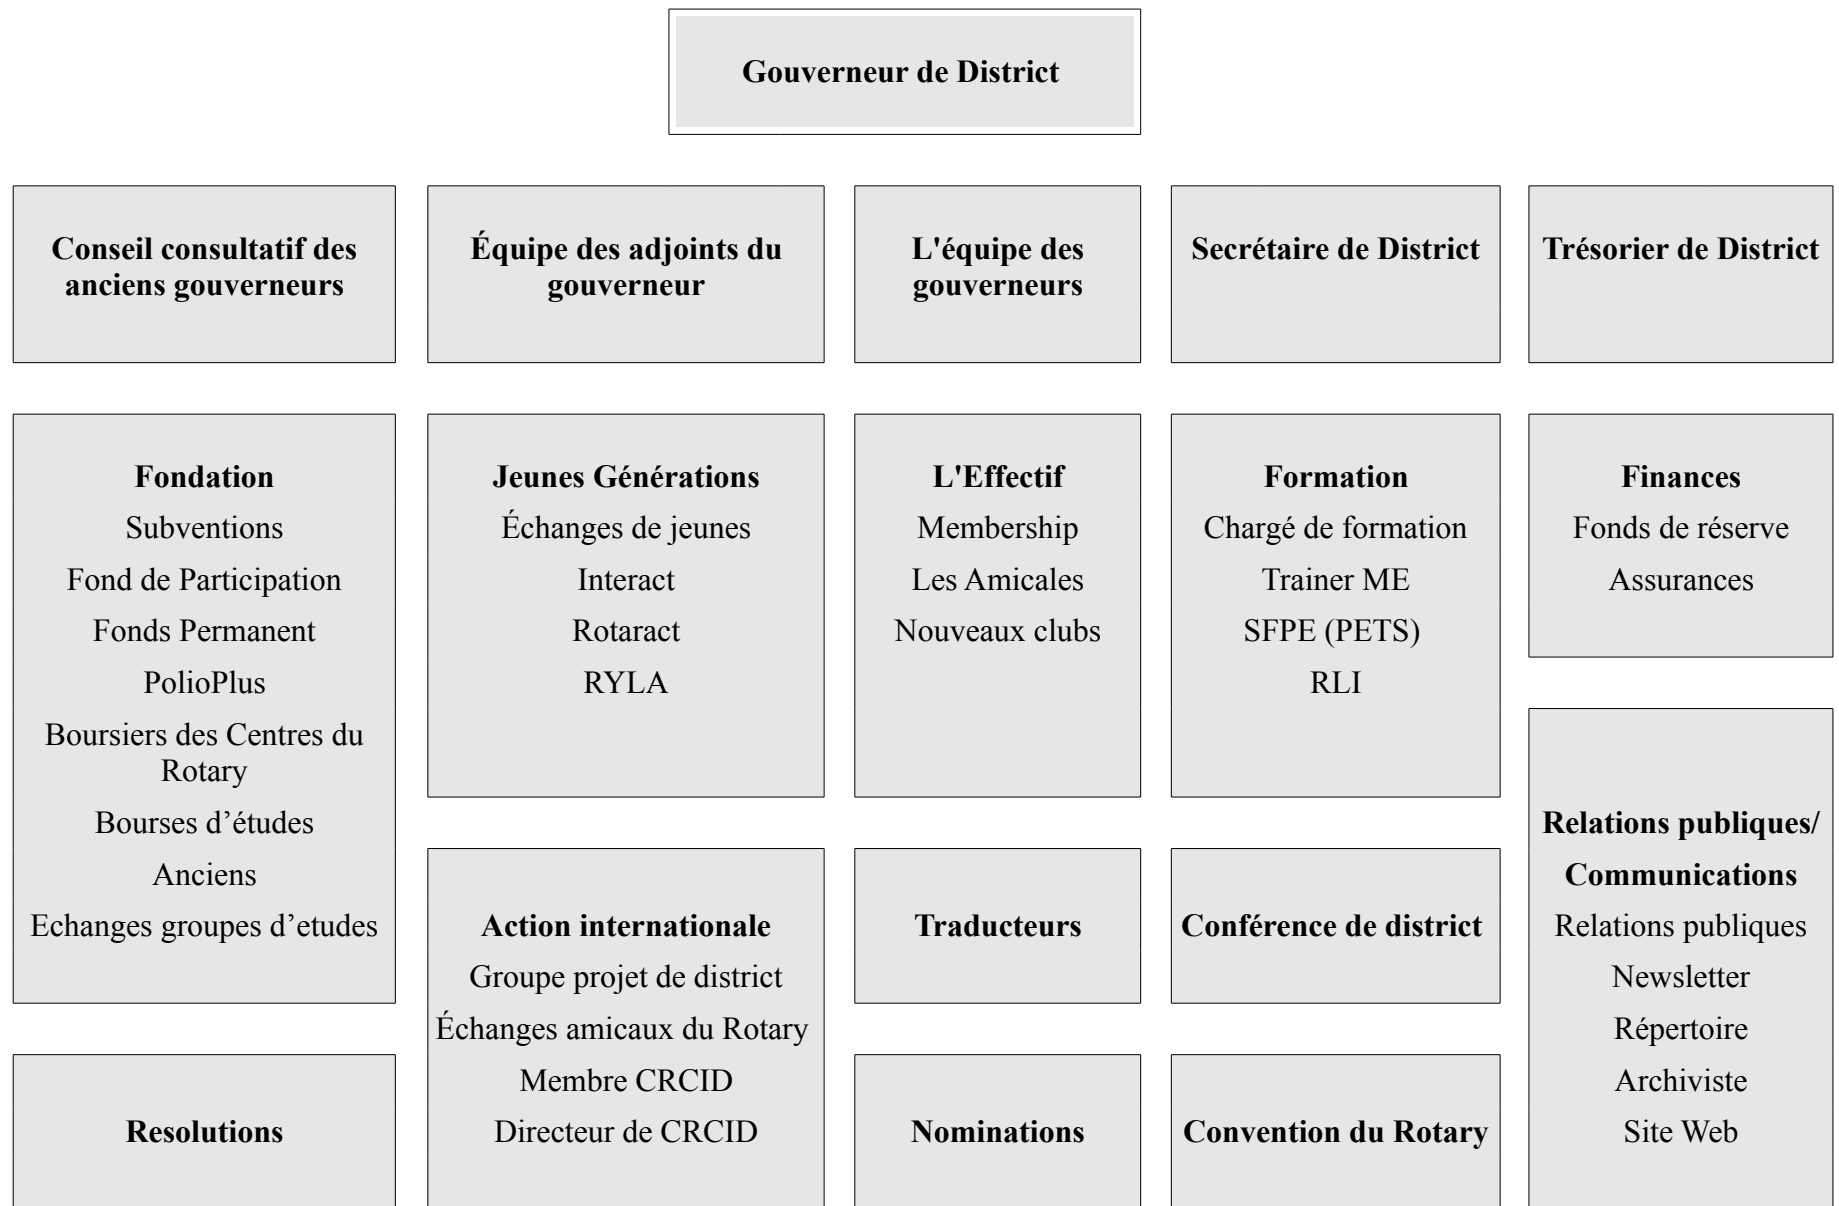 Gouverneur de District
Conseil consultatif des
anciens gouverneurs
Équipe des adjoints du
gouverneur
L'équipe des
gouverneurs
Secrétaire de District
Trésorier de District
Fondation
Subventions
Fond de Participation
Fonds Permanent
PolioPlus
Boursiers des Centres du
Rotary
Bourses d’études
Anciens
Echanges groupes d’etudes
Jeunes Générations
Échanges de jeunes
Interact
Rotaract
RYLA
L'Effectif
Membership
Les Amicales
Nouveaux clubs
Formation
Chargé de formation
Trainer ME
SFPE (PETS)
RLI
Finances
Fonds de réserve
Assurances
Relations publiques/
Communications
Relations publiques
Newsletter
Répertoire
Archiviste
Site Web
Action internationale
Groupe projet de district
Échanges amicaux du Rotary
Membre CRCID
Directeur de CRCID
Traducteurs
Conférence de district
Resolutions
Nominations
Convention du Rotary